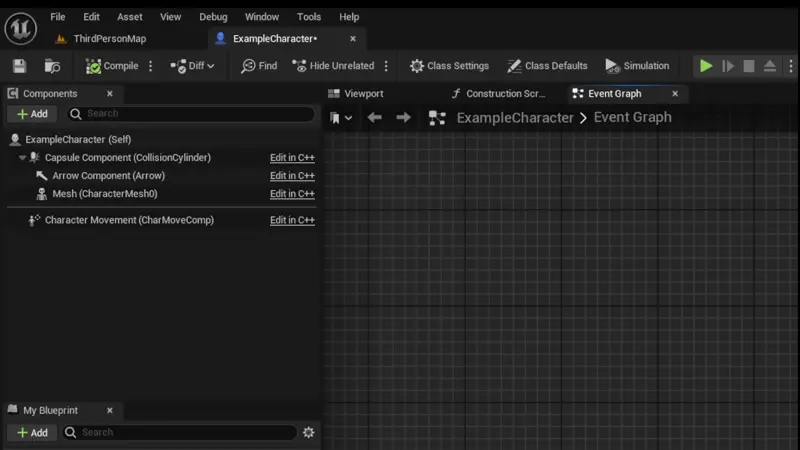 File Edit Asset View Debug Window Tools Help
ThirdPersonMap ExampleCharacter•
Compile Diff Find Hide Unrelated Class Settings Class Defaults Simulation
Components Viewport Construction Scr... Event Graph
Add Search
ExampleCharacter > Event Graph
ExampleCharacter (Self)
Capsule Component (CollisionCylinder) Edit in C++
Arrow Component (Arrow) Edit in C++
Mesh (CharacterMesh0) Edit in C++
Character Movement (CharMoveComp) Edit in C++
My Blueprint
Add Search